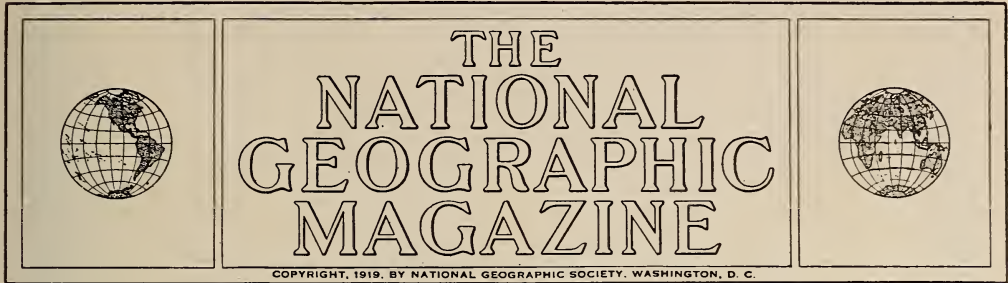 THE
NATIONAL
GEOGRAPHIC
MAGAZINE
COPYRIGHT, 1919, BY NATIONAL GEOGRAPHIC SOCIETY, WASHINGTON, D. C.